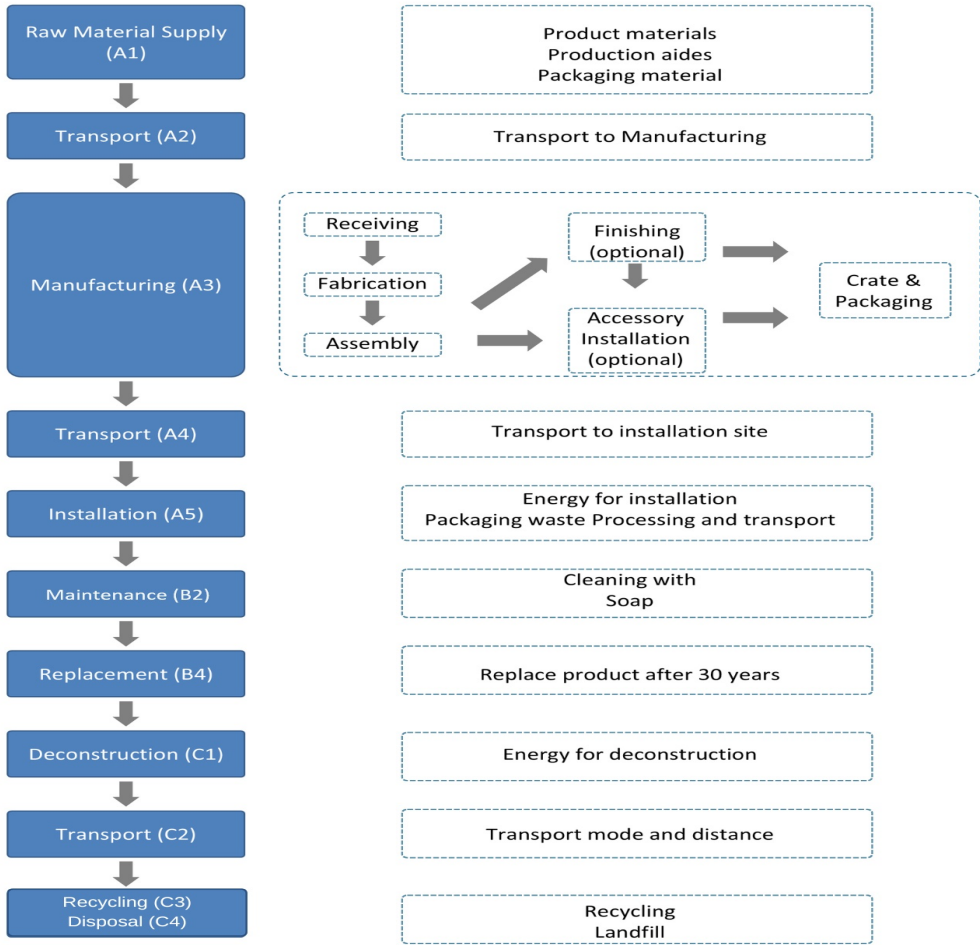 Raw Material Supply
(A1)
Product materials
Production aides
Packaging material
Transport (A2)
Transport to Manufacturing
Manufacturing (A3)
Receiving
Fabrication
Assembly
Finishing
(optional)
Accessory
Installation
(optional)
Crate &
Packaging
Transport (A4)
Transport to installation site
Installation (A5)
Energy for installation
Packaging waste Processing and transport
Maintenance (B2)
Cleaning with
Soap
Replacement (B4)
Replace product after 30 years
Deconstruction (C1)
Energy for deconstruction
Transport (C2)
Transport mode and distance
Recycling (C3)
Disposal (C4)
Recycling
Landfill